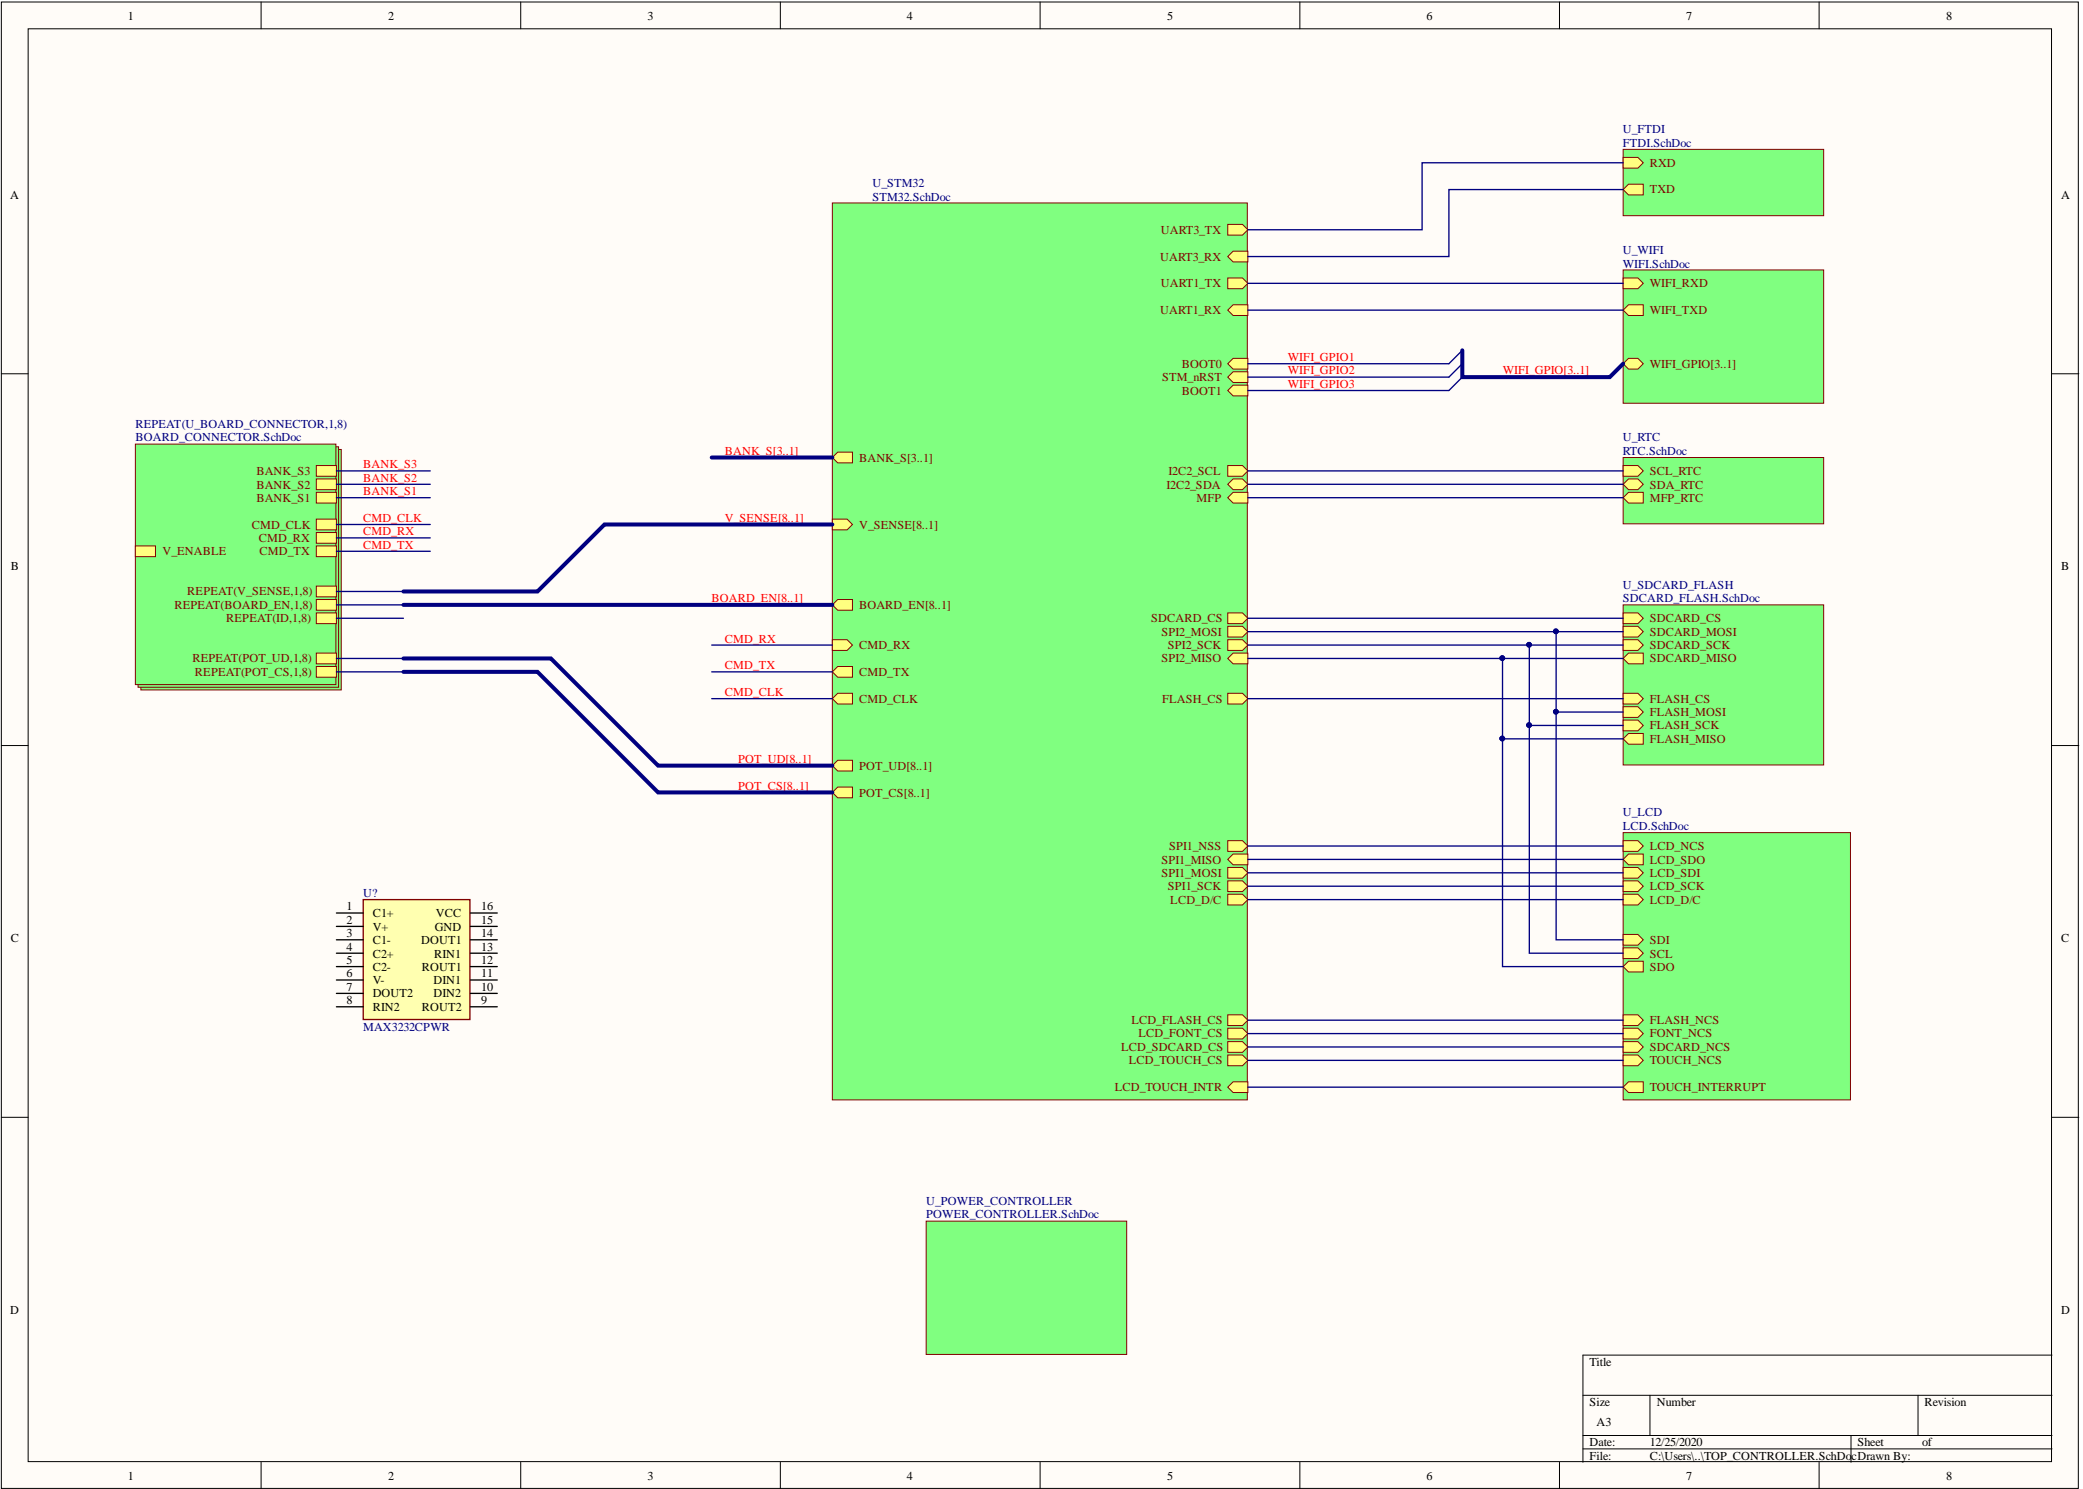 1 2 3 4 5 6 7 8
A
B
C
D
A
B
C
D
REPEAT(U_BOARD_CONNECTOR,1,8)
BOARD_CONNECTOR.SchDoc
BANK_S3
BANK_S2
BANK_S1
CMD_CLK
CMD_RX
V_ENABLE CMD_TX
REPEAT(V_SENSE,1,8)
REPEAT(BOARD_EN,1,8)
REPEAT(ID,1,8)
REPEAT(POT_UD,1,8)
REPEAT(POT_CS,1,8)
BANK_S3
BANK_S2
BANK_S1
CMD_CLK
CMD_RX
CMD_TX
U?
1 C1+ VCC 16
2 V+ GND 15
3 C1- DOUT1 14
4 C2+ RIN1 13
5 C2- ROUT1 12
6 V- DIN1 11
7 DOUT2 DIN2 10
8 RIN2 ROUT2 9
MAX3232CPWR
BANK_S[3..1]
V_SENSE[8..1]
BOARD_EN[8..1]
CMD_RX
CMD_TX
CMD_CLK
POT_UD[8..1]
POT_CS[8..1]
U_STM32
STM32.SchDoc
BANK_S[3..1]
V_SENSE[8..1]
BOARD_EN[8..1]
CMD_RX
CMD_TX
CMD_CLK
POT_UD[8..1]
POT_CS[8..1]
UART3_TX
UART3_RX
UART1_TX
UART1_RX
BOOT0
STM_nRST
BOOT1
I2C2_SCL
I2C2_SDA
MFP
SDCARD_CS
SPI2_MOSI
SPI2_SCK
SPI2_MISO
FLASH_CS
SPI1_NSS
SPI1_MISO
SPI1_MOSI
SPI1_SCK
LCD_D/C
LCD_FLASH_CS
LCD_FONT_CS
LCD_SDCARD_CS
LCD_TOUCH_CS
LCD_TOUCH_INTR
WIFI_GPIO1
WIFI_GPIO2
WIFI_GPIO3
WIFI_GPIO[3..1]
U_FTDI
FTDI.SchDoc
RXD
TXD
U_WIFI
WIFI.SchDoc
WIFI_RXD
WIFI_TXD
WIFI_GPIO[3..1]
U_RTC
RTC.SchDoc
SCL_RTC
SDA_RTC
MFP_RTC
U_SDCARD_FLASH
SDCARD_FLASH.SchDoc
SDCARD_CS
SDCARD_MOSI
SDCARD_SCK
SDCARD_MISO
FLASH_CS
FLASH_MOSI
FLASH_SCK
FLASH_MISO
U_LCD
LCD.SchDoc
LCD_NCS
LCD_SDO
LCD_SDI
LCD_SCK
LCD_D/C
SDI
SCL
SDO
FLASH_NCS
FONT_NCS
SDCARD_NCS
TOUCH_NCS
TOUCH_INTERRUPT
U_POWER_CONTROLLER
POWER_CONTROLLER.SchDoc
Title
Size Number Revision
A3
Date: 12/25/2020 Sheet of
File: C:\Users\..\TOP_CONTROLLER.SchDoc Drawn By:
1 2 3 4 5 6 7 8